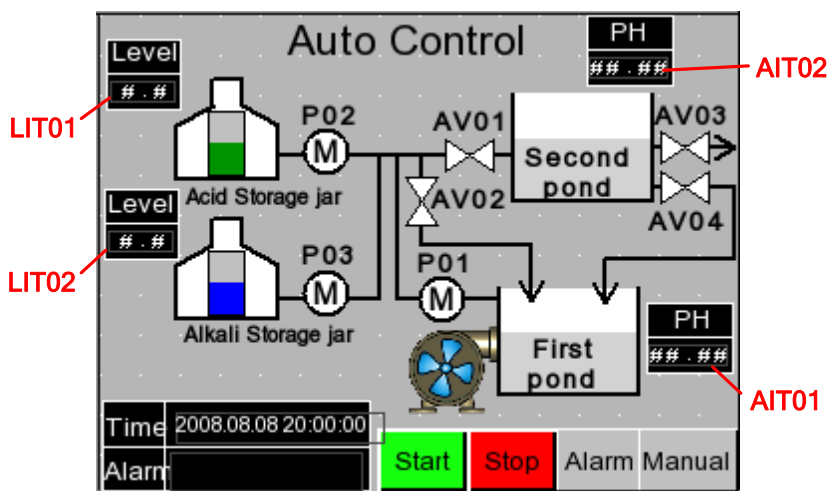 Auto Control
Level
#.#
LIT01
PH
##.##
AIT02
P02
M
AV01
AV03
Second
pond
Acid Storage jar
AV02
AV04
Level
#.#
LIT02
P03
M
P01
M
Alkali Storage jar
First
pond
PH
##.##
AIT01
Time
2008.08.08 20:00:00
Alarm
Start
Stop
Alarm
Manual